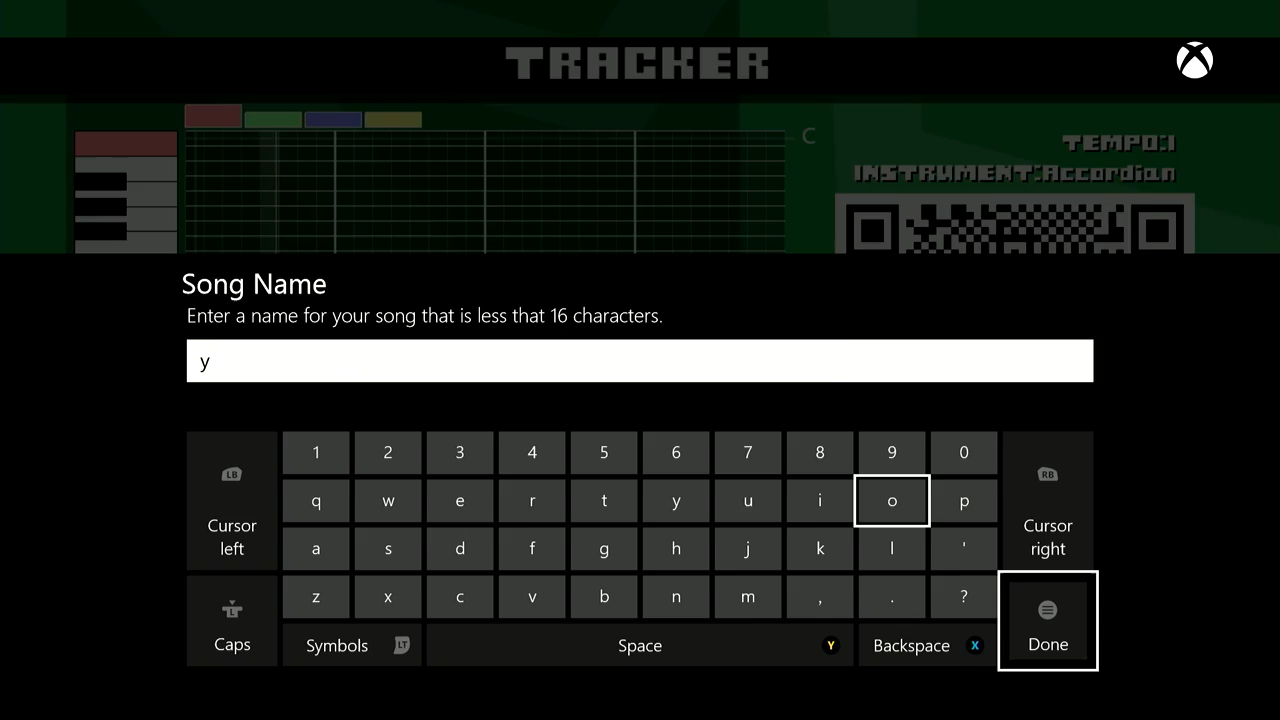 TRACKER
C
TEMPO:1
INSTRUMENT:Accordian
Song Name
Enter a name for your song that is less that 16 characters.
y
1 2 3 4 5 6 7 8 9 0
LB Cursor left
q w e r t y u i o p
RB Cursor right
a s d f g h j k l '
L Caps
z x c v b n m , . ?
Done
Symbols LT Space Y Backspace X